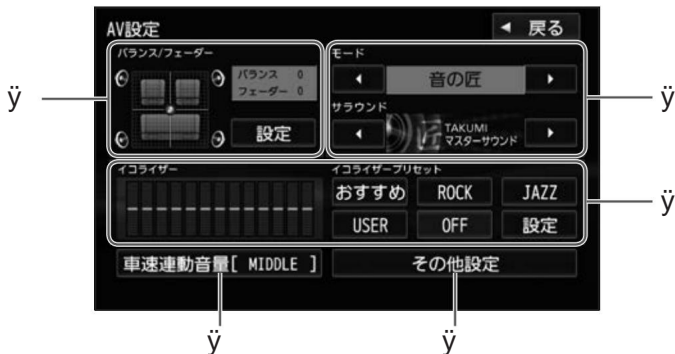 AV設定
◀ 戻る
バランス/フェーダー
バランス 0
フェーダー 0
設定
モード
◀ 音の匠 ▶
サラウンド
◀ 匠 TAKUMI
マスターサウンド ▶
ÿ
ÿ
イコライザー
イコライザープリセット
おすすめ ROCK JAZZ
USER OFF 設定
ÿ
車速連動音量[ MIDDLE ]
その他設定
ÿ
ÿ